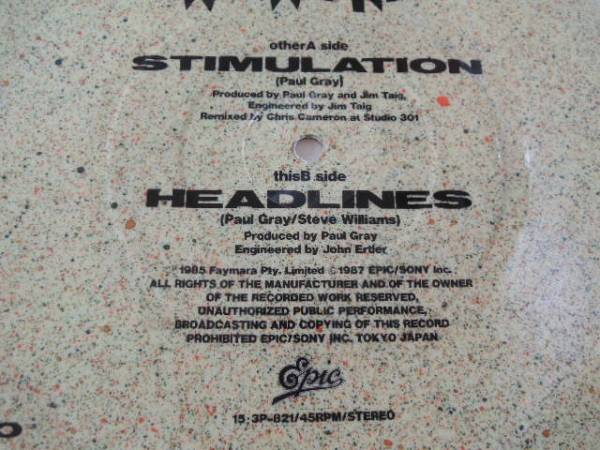 otherA side
STIMULATION
(Paul Gray)
Produced by Paul Gray and Jim Taig,
Engineered by Jim Taig
Remixed by Chris Cameron at Studio 301
thisB side
HEADLINES
(Paul Gray/Steve Williams)
Produced by Paul Gray
Engineered by John Ertler
℗1985 Faymara Pty. Limited ©1987 EPIC/SONY Inc.
ALL RIGHTS OF THE MANUFACTURER AND OF THE OWNER
OF THE RECORDED WORK RESERVED,
UNAUTHORIZED PUBLIC PERFORMANCE,
BROADCASTING AND COPYING OF THIS RECORD
PROHIBITED EPIC/SONY INC. TOKYO JAPAN
Epic
15·3P-821/45RPM/STEREO